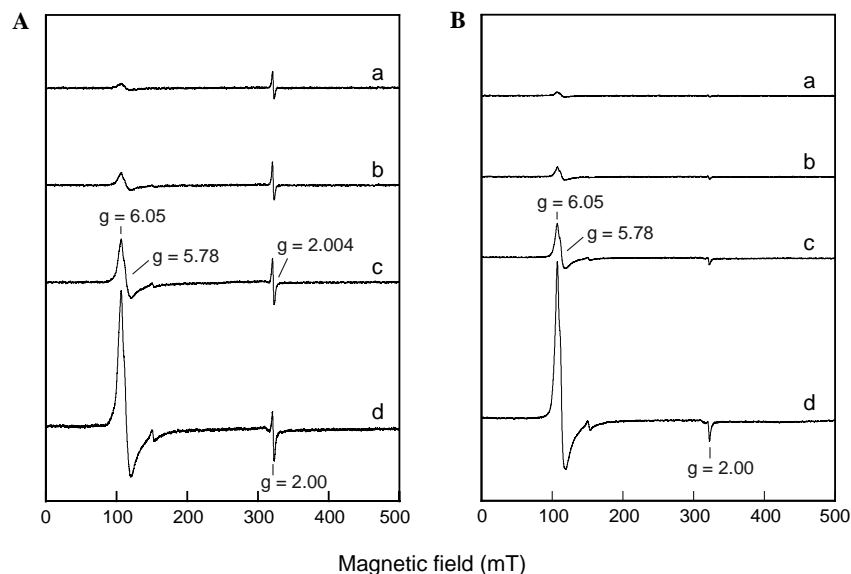 A
a
b
g = 6.05
g = 5.78
g = 2.004
c
d
g = 2.00
0 100 200 300 400 500
B
a
b
g = 6.05
g = 5.78
c
d
g = 2.00
0 100 200 300 400 500
Magnetic field (mT)